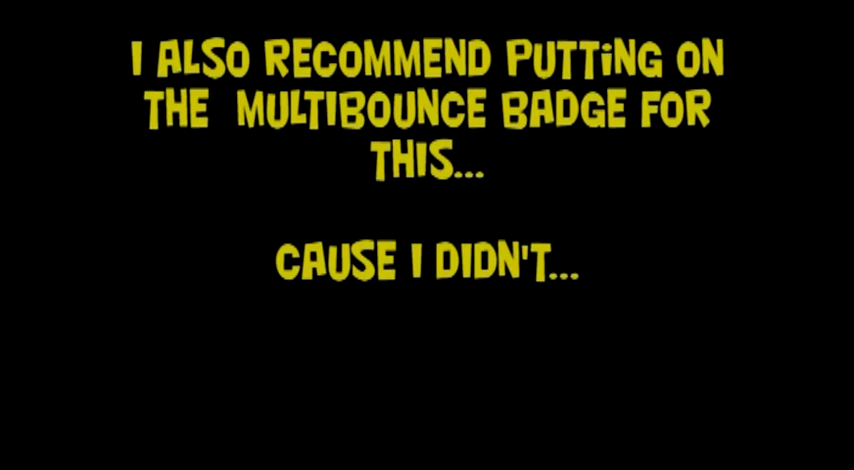 I ALSO RECOMMEND PUTTING ON
THE MULTIBOUNCE BADGE FOR
THIS...
CAUSE I DIDN'T...